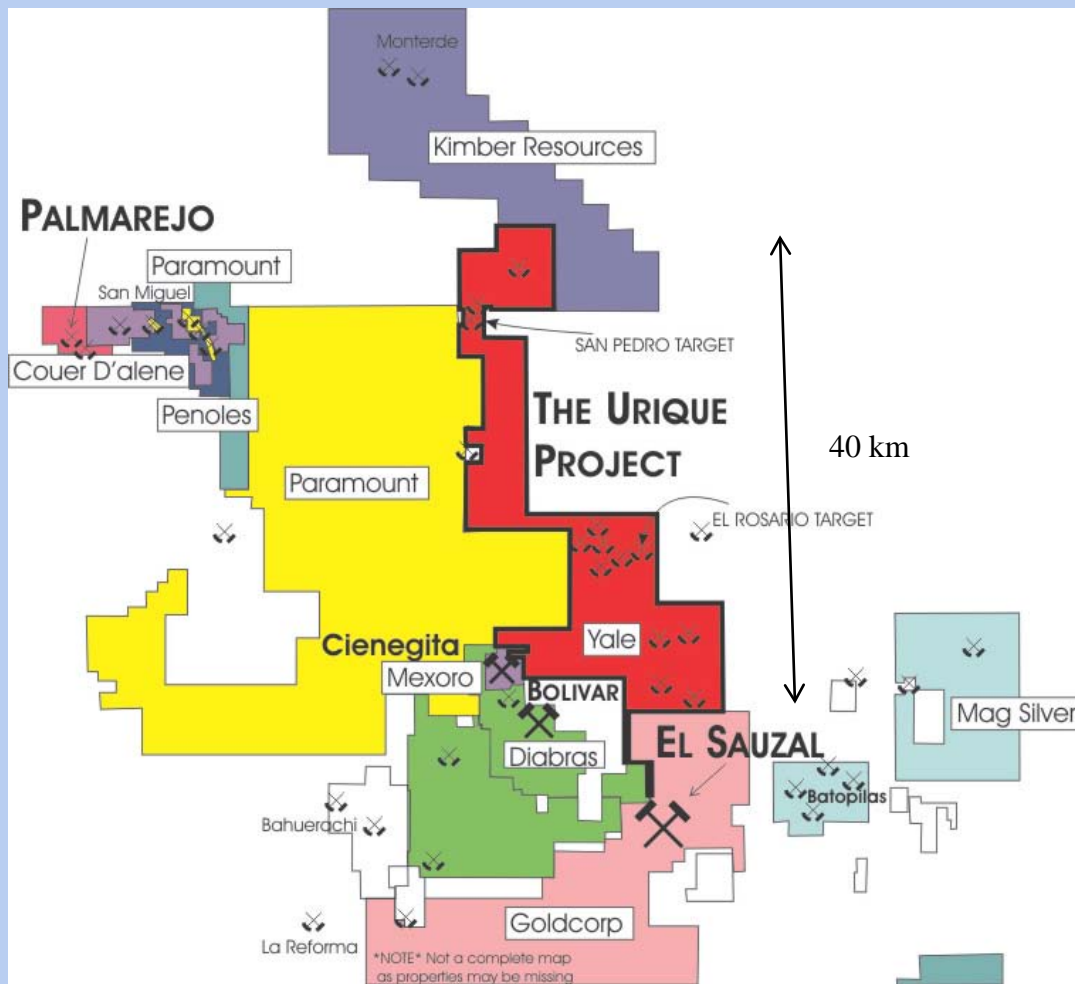 Monterde
Kimber Resources
PALMAREJO
Paramount
San Miguel
SAN PEDRO TARGET
Couer D'alene
THE URIQUE
PROJECT
Penoles
40 km
Paramount
EL ROSARIO TARGET
Cienegita
Yale
Mexoro
BOLIVAR
Mag Silver
EL SAUZAL
Diabras
Batopilas
Bahuerachi
Goldcorp
La Reforma
*NOTE* Not a complete map
as properties may be missing